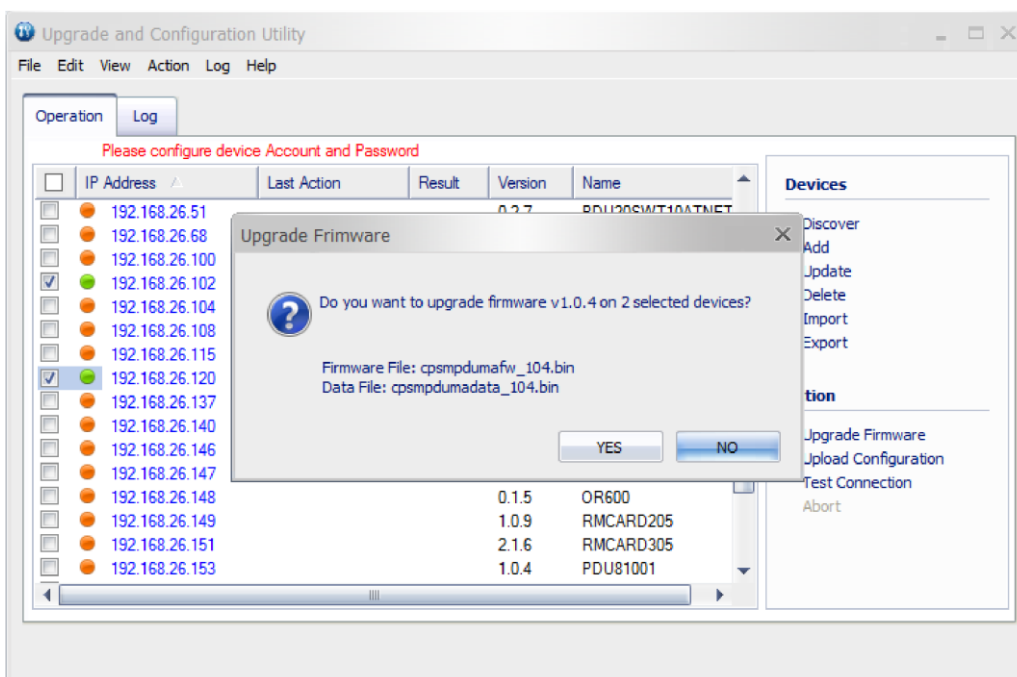 Upgrade and Configuration Utility
File Edit View Action Log Help
Operation Log
Please configure device Account and Password
IP Address Last Action Result Version Name
192.168.26.51 0.2.7 PDU20SWT10ATNET
192.168.26.68
192.168.26.100
192.168.26.102
192.168.26.104
192.168.26.108
192.168.26.115
192.168.26.120
192.168.26.137
192.168.26.140
192.168.26.146
192.168.26.147
192.168.26.148 0.1.5 OR600
192.168.26.149 1.0.9 RMCARD205
192.168.26.151 2.1.6 RMCARD305
192.168.26.153 1.0.4 PDU81001
Upgrade Frimware
Do you want to upgrade firmware v1.0.4 on 2 selected devices?
Firmware File: cpsmpdumafw_104.bin
Data File: cpsmpdumadata_104.bin
YES NO
Devices
Discover
Add
Update
Delete
Import
Export
tion
Upgrade Firmware
Upload Configuration
Test Connection
Abort